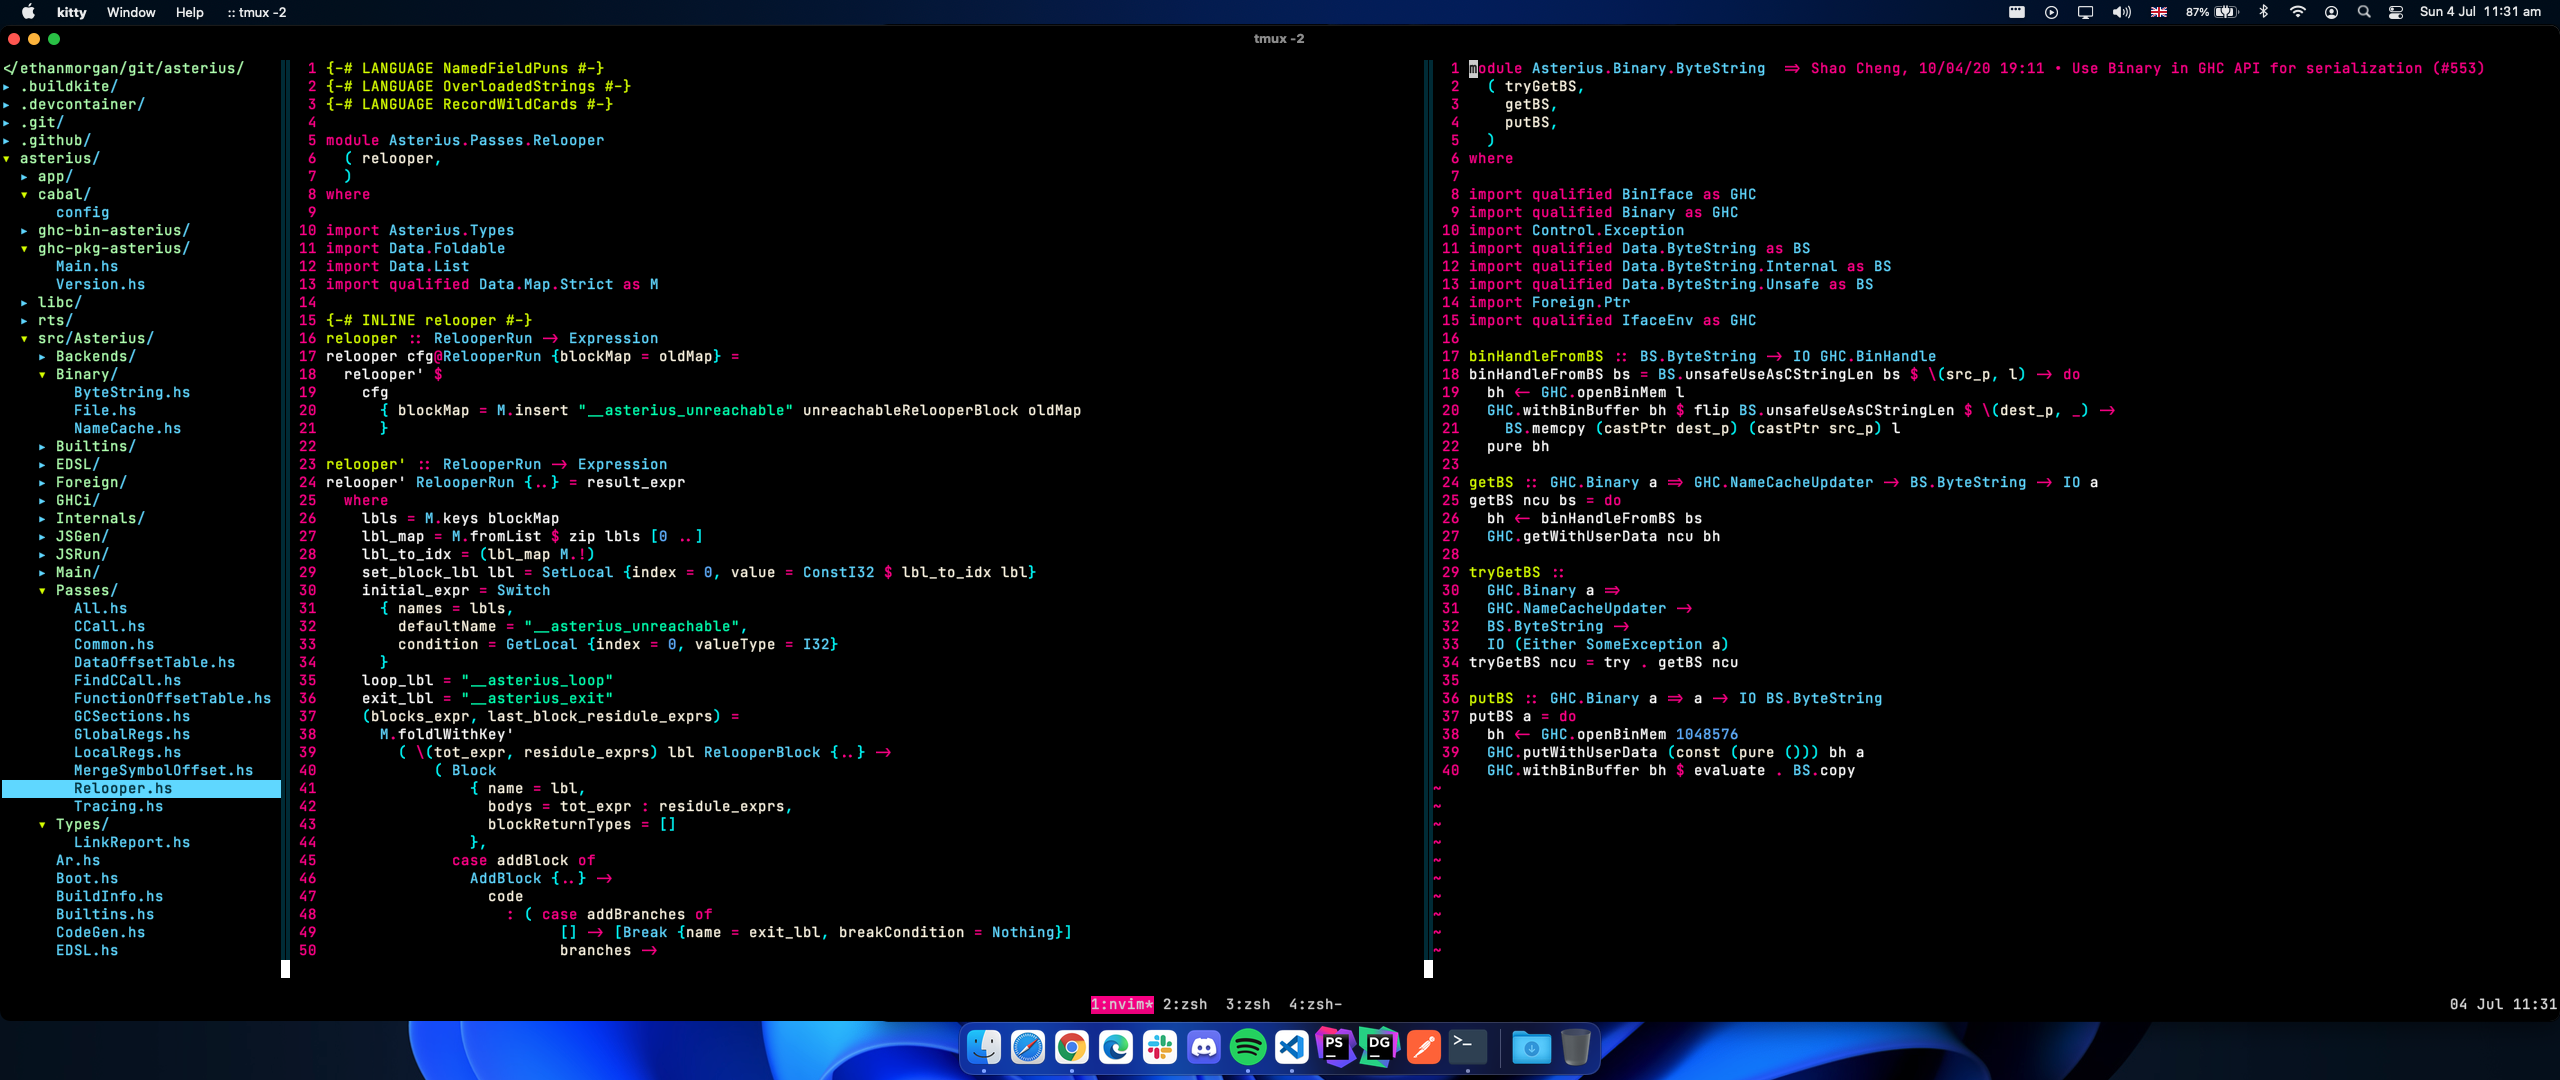 kitty Window Help :: tmux -2
87% Sun 4 Jul 11:31 am
tmux -2
</ethanmorgan/git/asterius/
▸ .buildkite/
▸ .devcontainer/
▸ .git/
▸ .github/
▾ asterius/
▸ app/
▾ cabal/
config
▸ ghc-bin-asterius/
▾ ghc-pkg-asterius/
Main.hs
Version.hs
▸ libc/
▸ rts/
▾ src/Asterius/
▸ Backends/
▾ Binary/
ByteString.hs
File.hs
NameCache.hs
▸ Builtins/
▸ EDSL/
▸ Foreign/
▸ GHCi/
▸ Internals/
▸ JSGen/
▸ JSRun/
▸ Main/
▾ Passes/
All.hs
CCall.hs
Common.hs
DataOffsetTable.hs
FindCCall.hs
FunctionOffsetTable.hs
GCSections.hs
GlobalRegs.hs
LocalRegs.hs
MergeSymbolOffset.hs
Relooper.hs
Tracing.hs
▾ Types/
LinkReport.hs
Ar.hs
Boot.hs
BuildInfo.hs
Builtins.hs
CodeGen.hs
EDSL.hs
1 {-# LANGUAGE NamedFieldPuns #-}
2 {-# LANGUAGE OverloadedStrings #-}
3 {-# LANGUAGE RecordWildCards #-}
4
5 module Asterius.Passes.Relooper
6   ( relooper,
7   )
8 where
9
10 import Asterius.Types
11 import Data.Foldable
12 import Data.List
13 import qualified Data.Map.Strict as M
14
15 {-# INLINE relooper #-}
16 relooper :: RelooperRun -> Expression
17 relooper cfg@RelooperRun {blockMap = oldMap} =
18   relooper' $
19     cfg
20       { blockMap = M.insert "__asterius_unreachable" unreachableRelooperBlock oldMap
21       }
22
23 relooper' :: RelooperRun -> Expression
24 relooper' RelooperRun {..} = result_expr
25   where
26     lbls = M.keys blockMap
27     lbl_map = M.fromList $ zip lbls [0 ..]
28     lbl_to_idx = (lbl_map M.!)
29     set_block_lbl lbl = SetLocal {index = 0, value = ConstI32 $ lbl_to_idx lbl}
30     initial_expr = Switch
31       { names = lbls,
32         defaultName = "__asterius_unreachable",
33         condition = GetLocal {index = 0, valueType = I32}
34       }
35     loop_lbl = "__asterius_loop"
36     exit_lbl = "__asterius_exit"
37     (blocks_expr, last_block_residule_exprs) =
38       M.foldlWithKey'
39         ( \(tot_expr, residule_exprs) lbl RelooperBlock {..} ->
40             ( Block
41                 { name = lbl,
42                   bodys = tot_expr : residule_exprs,
43                   blockReturnTypes = []
44                 },
45               case addBlock of
46                 AddBlock {..} ->
47                   code
48                     : ( case addBranches of
49                           [] -> [Break {name = exit_lbl, breakCondition = Nothing}]
50                           branches ->
1 module Asterius.Binary.ByteString => Shao Cheng, 10/04/20 19:11 • Use Binary in GHC API for serialization (#553)
2   ( tryGetBS,
3     getBS,
4     putBS,
5   )
6 where
7
8 import qualified BinIface as GHC
9 import qualified Binary as GHC
10 import Control.Exception
11 import qualified Data.ByteString as BS
12 import qualified Data.ByteString.Internal as BS
13 import qualified Data.ByteString.Unsafe as BS
14 import Foreign.Ptr
15 import qualified IfaceEnv as GHC
16
17 binHandleFromBS :: BS.ByteString -> IO GHC.BinHandle
18 binHandleFromBS bs = BS.unsafeUseAsCStringLen bs $ \(src_p, l) -> do
19   bh <- GHC.openBinMem l
20   GHC.withBinBuffer bh $ flip BS.unsafeUseAsCStringLen $ \(dest_p, _) ->
21     BS.memcpy (castPtr dest_p) (castPtr src_p) l
22   pure bh
23
24 getBS :: GHC.Binary a => GHC.NameCacheUpdater -> BS.ByteString -> IO a
25 getBS ncu bs = do
26   bh <- binHandleFromBS bs
27   GHC.getWithUserData ncu bh
28
29 tryGetBS ::
30   GHC.Binary a =>
31   GHC.NameCacheUpdater ->
32   BS.ByteString ->
33   IO (Either SomeException a)
34 tryGetBS ncu = try . getBS ncu
35
36 putBS :: GHC.Binary a => a -> IO BS.ByteString
37 putBS a = do
38   bh <- GHC.openBinMem 1048576
39   GHC.putWithUserData (const (pure ())) bh a
40   GHC.withBinBuffer bh $ evaluate . BS.copy
~
~
~
~
~
~
~
~
~
~
1:nvim* 2:zsh 3:zsh 4:zsh-
04 Jul 11:31
PS
DG
>_